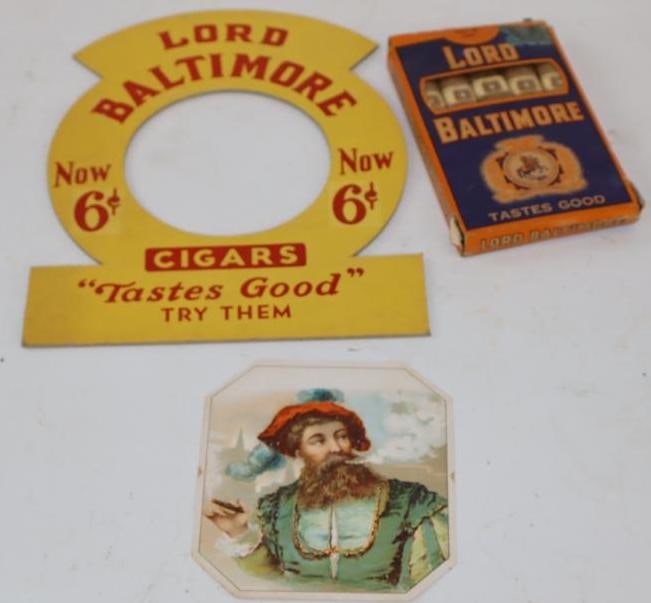 LORD
BALTIMORE
NOW
6¢
NOW
6¢
CIGARS
"Tastes Good"
TRY THEM
LORD
BALTIMORE
TASTES GOOD
LORD BALTIMORE